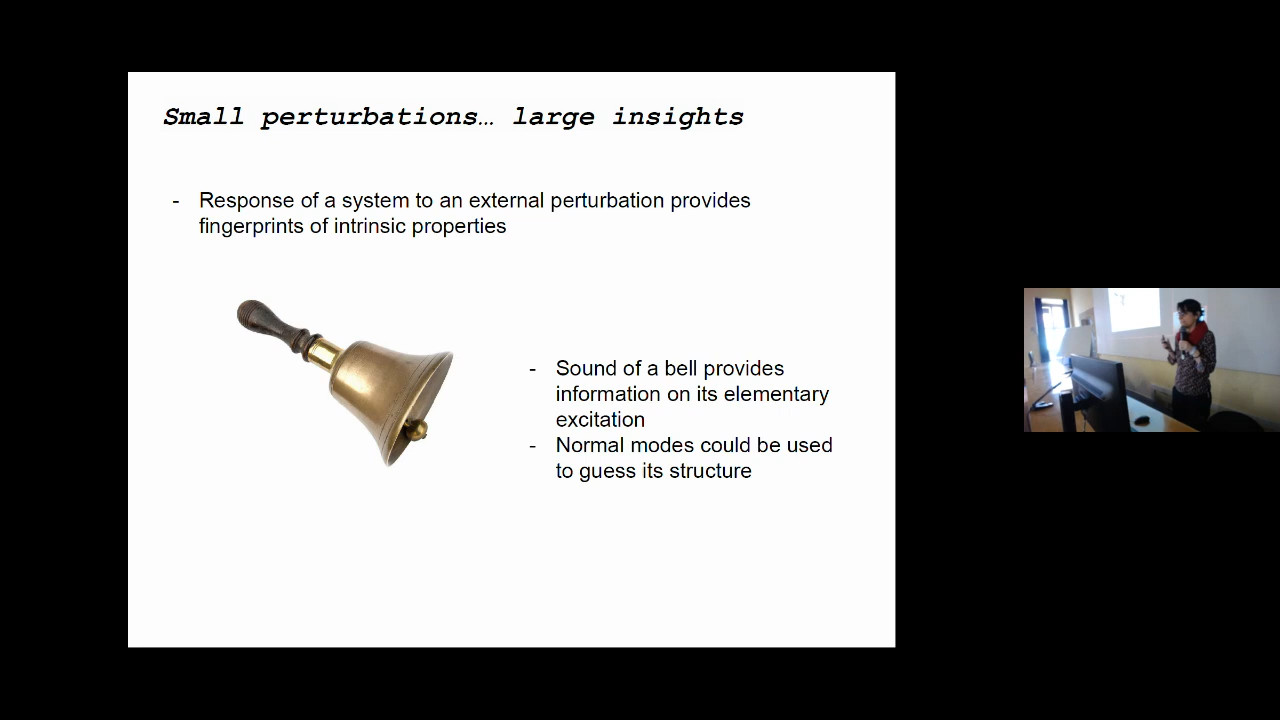 Small perturbations… large insights
- Response of a system to an external perturbation provides
fingerprints of intrinsic properties
- Sound of a bell provides
information on its elementary
excitation
- Normal modes could be used
to guess its structure